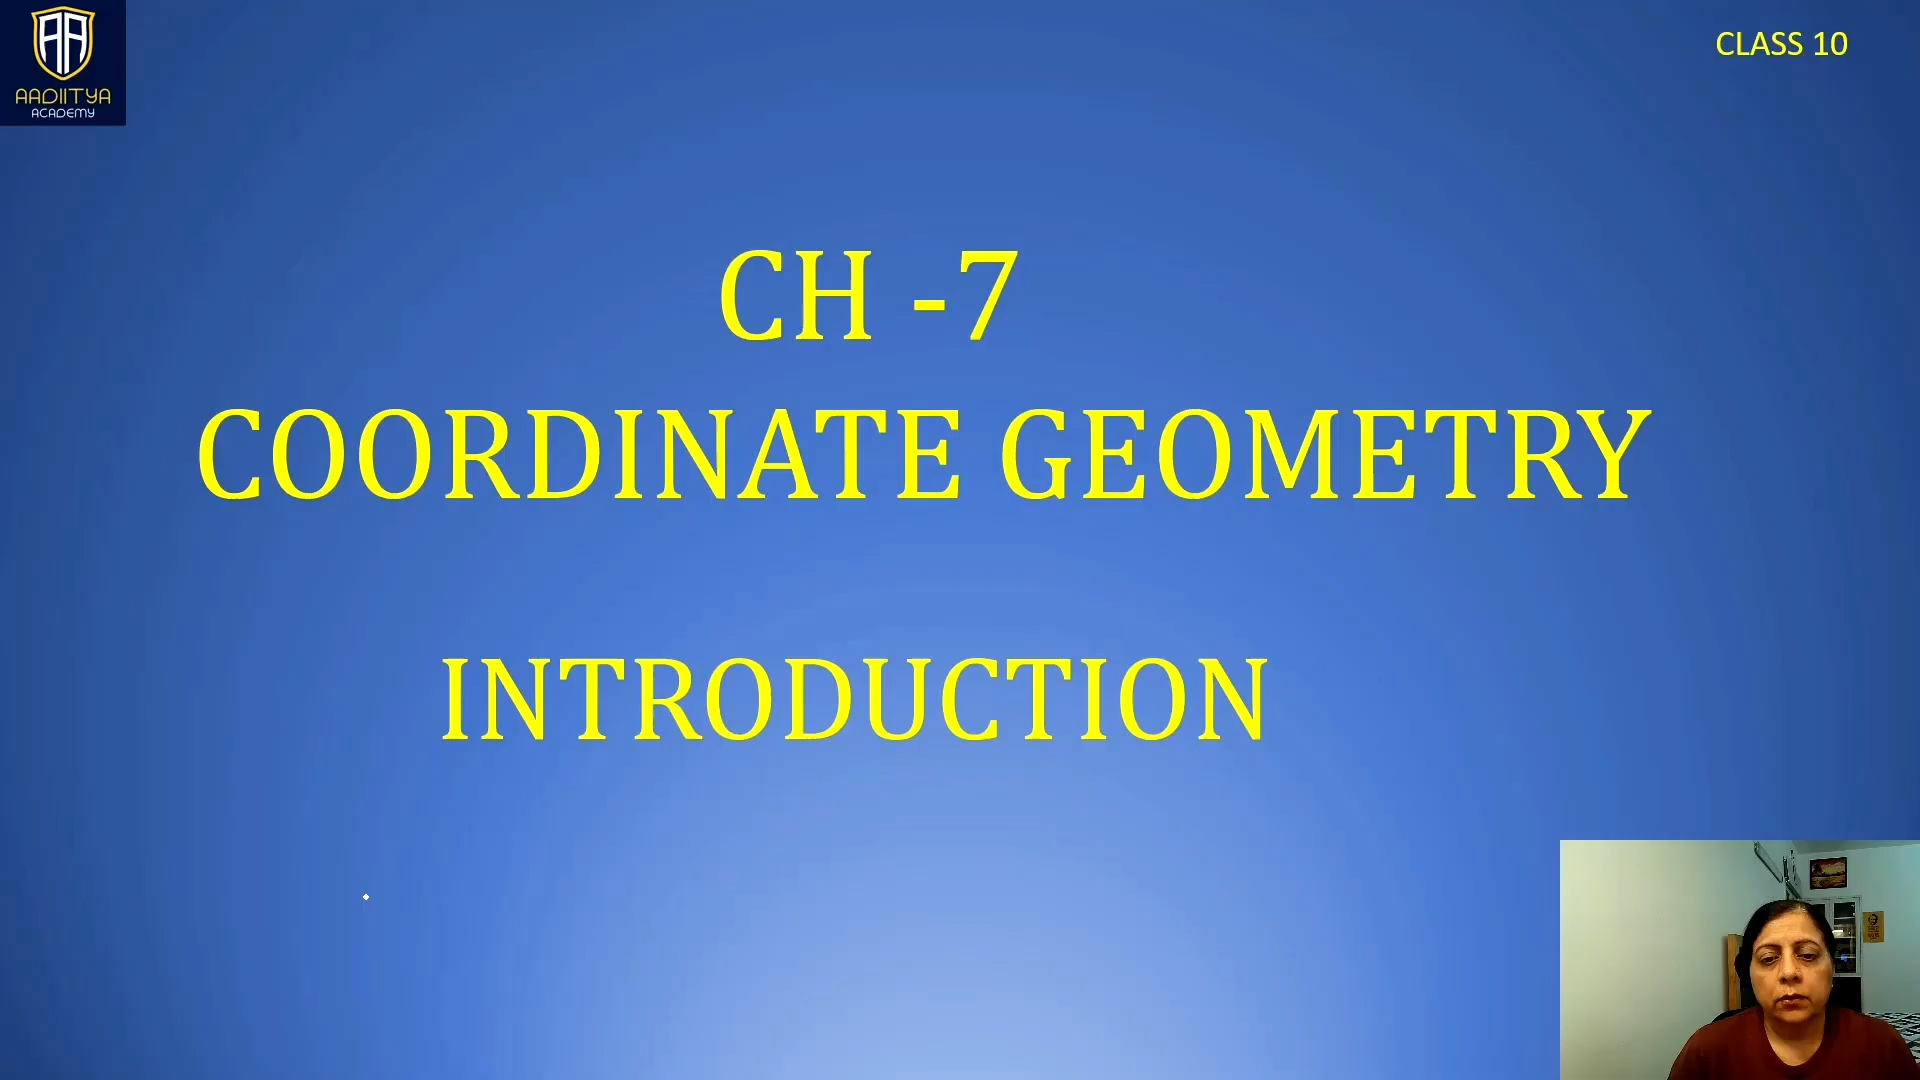 AADIITYA
ACADEMY
CLASS 10
CH -7
COORDINATE GEOMETRY
INTRODUCTION